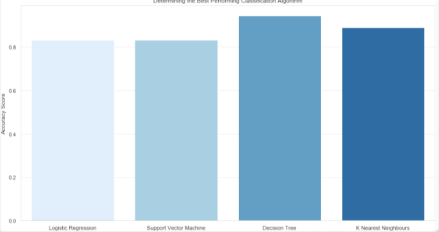 Determining the Best Performing Classification Algorithm
Accuracy Score
0.8
0.6
0.4
0.2
0.0
Logistic Regression
Support Vector Machine
Decision Tree
K Nearest Neighbours